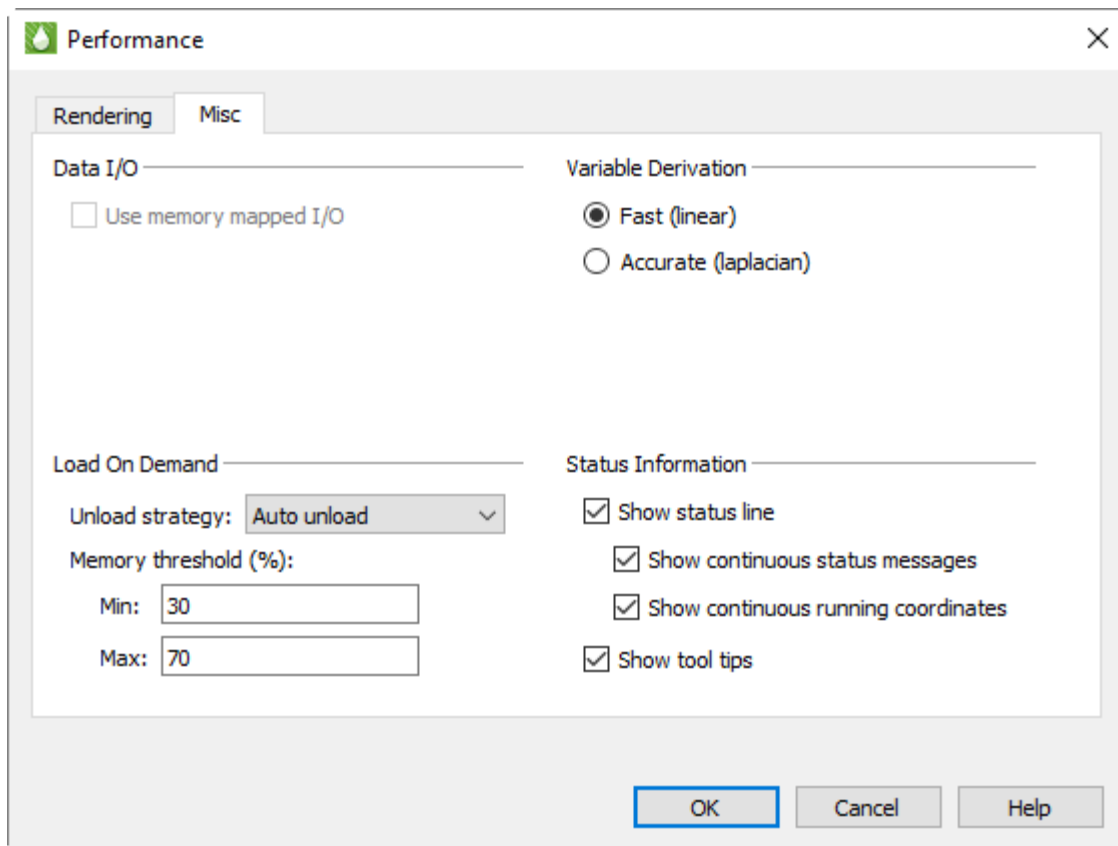 Performance
Rendering
Misc
Data I/O
Use memory mapped I/O
Variable Derivation
Fast (linear)
Accurate (laplacian)
Load On Demand
Unload strategy: Auto unload
Memory threshold (%):
Min: 30
Max: 70
Status Information
Show status line
Show continuous status messages
Show continuous running coordinates
Show tool tips
OK
Cancel
Help